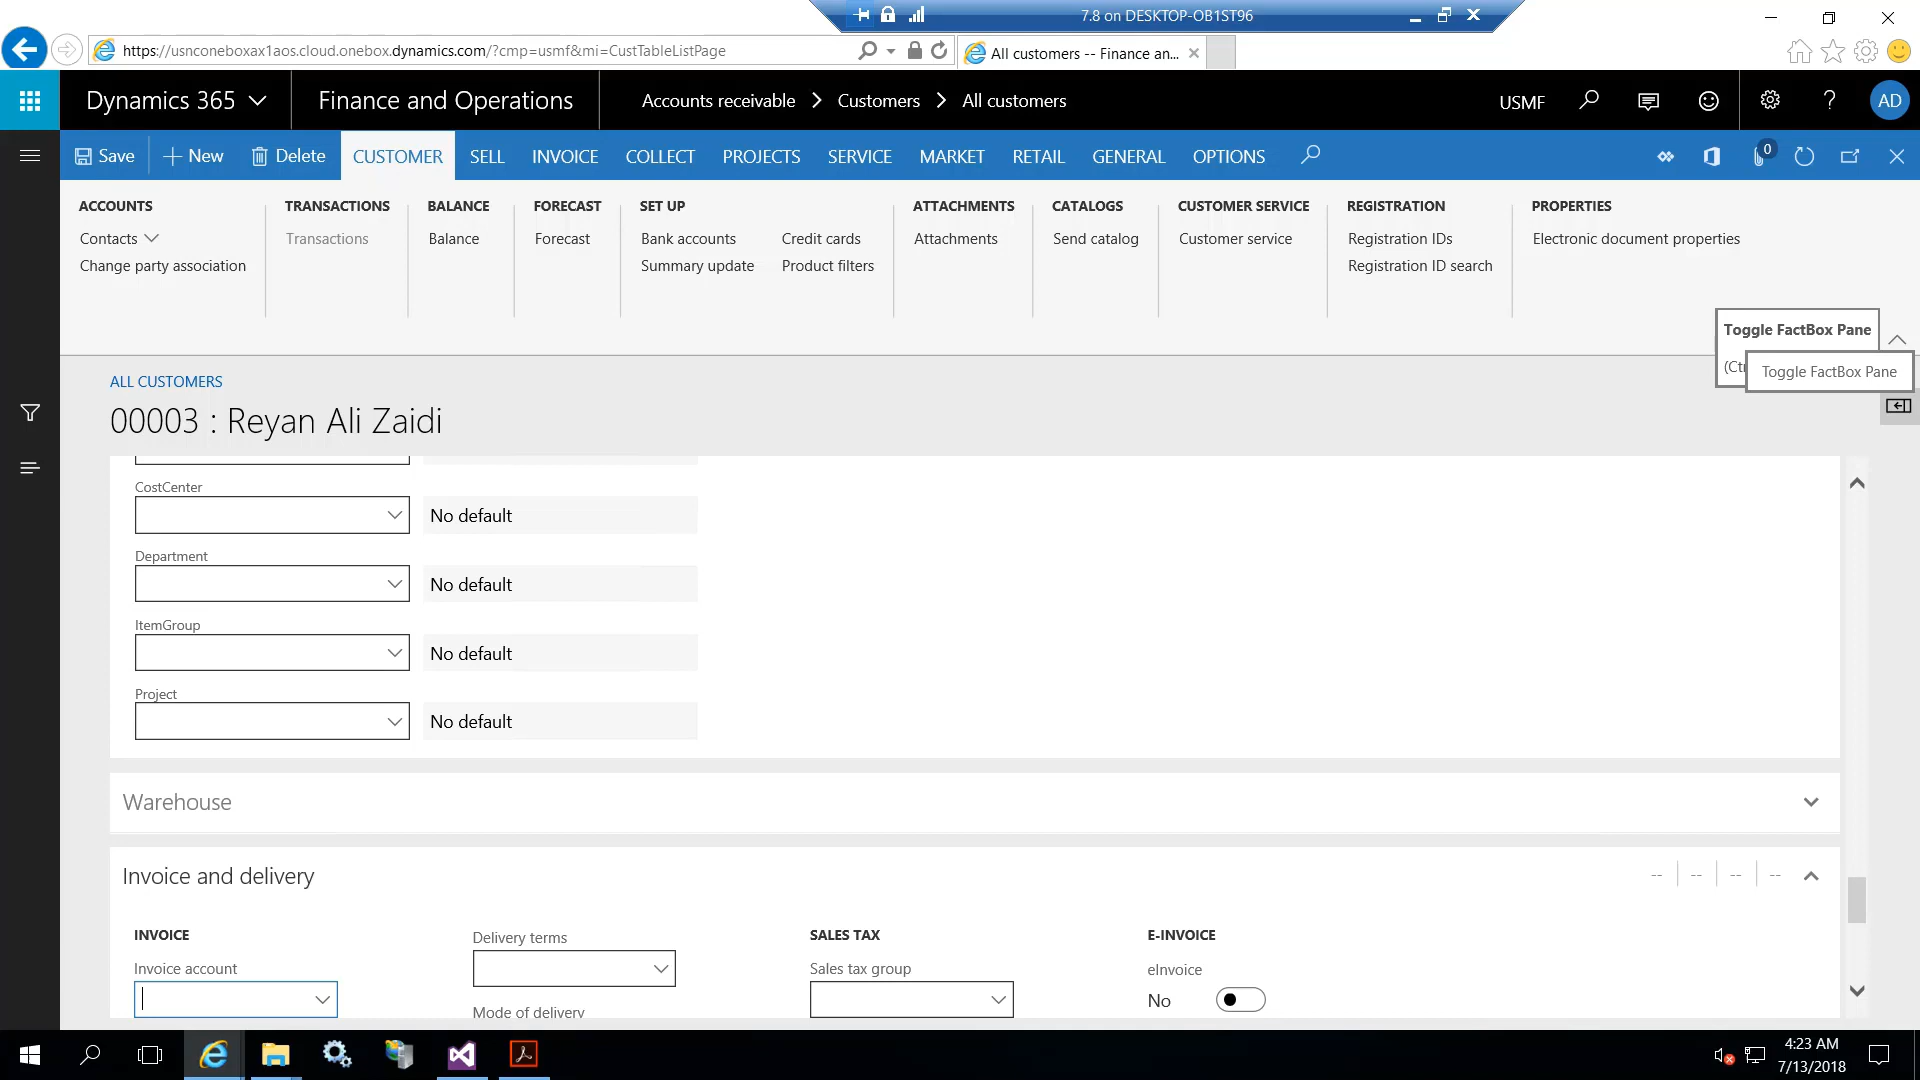 7.8 on DESKTOP-OB1ST96
https://usnconeboxax1aos.cloud.onebox.dynamics.com/?cmp=usmf&mi=CustTableListPage
All customers -- Finance an...
Dynamics 365
Finance and Operations
Accounts receivable > Customers > All customers
USMF
?
AD
Save
New
Delete
CUSTOMER
SELL
INVOICE
COLLECT
PROJECTS
SERVICE
MARKET
RETAIL
GENERAL
OPTIONS
0
ACCOUNTS
Contacts
Change party association
TRANSACTIONS
Transactions
BALANCE
Balance
FORECAST
Forecast
SET UP
Bank accounts
Summary update
Credit cards
Product filters
ATTACHMENTS
Attachments
CATALOGS
Send catalog
CUSTOMER SERVICE
Customer service
REGISTRATION
Registration IDs
Registration ID search
PROPERTIES
Electronic document properties
Toggle FactBox Pane
(Ct
Toggle FactBox Pane
ALL CUSTOMERS
00003 : Reyan Ali Zaidi
CostCenter
No default
Department
No default
ItemGroup
No default
Project
No default
Warehouse
Invoice and delivery
-- -- -- --
INVOICE
Invoice account
Delivery terms
Mode of delivery
SALES TAX
Sales tax group
E-INVOICE
eInvoice
No
4:23 AM
7/13/2018